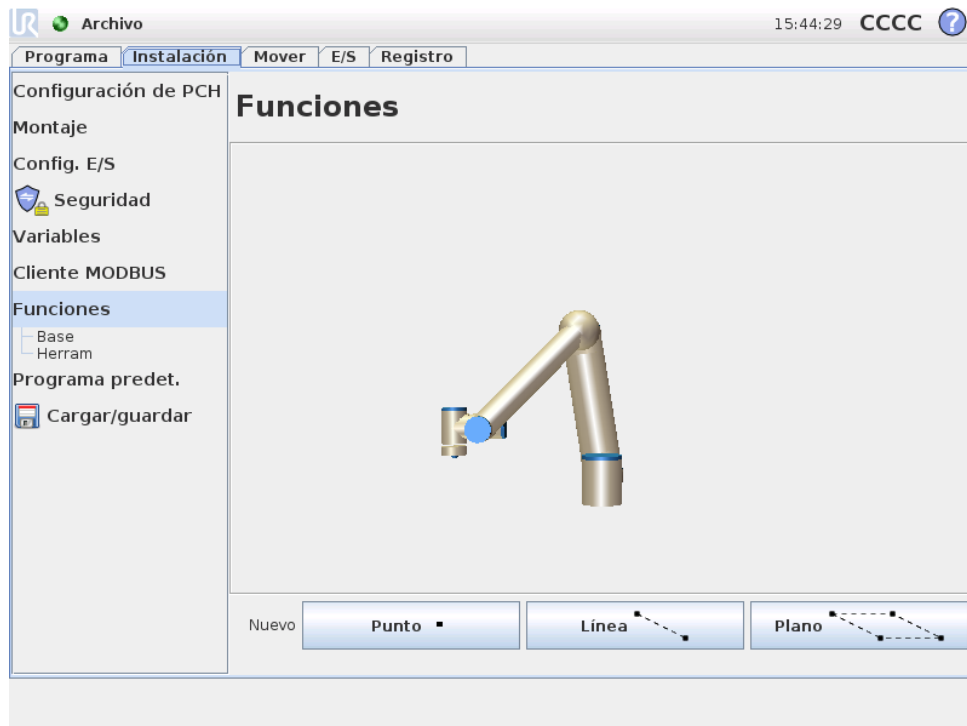 UR Archivo 15:44:29 CCCC ?
Programa Instalación Mover E/S Registro
Configuración de PCH
Montaje
Config. E/S
Seguridad
Variables
Cliente MODBUS
Funciones
Base
Herram
Programa predet.
Cargar/guardar
Funciones
Nuevo Punto Línea Plano